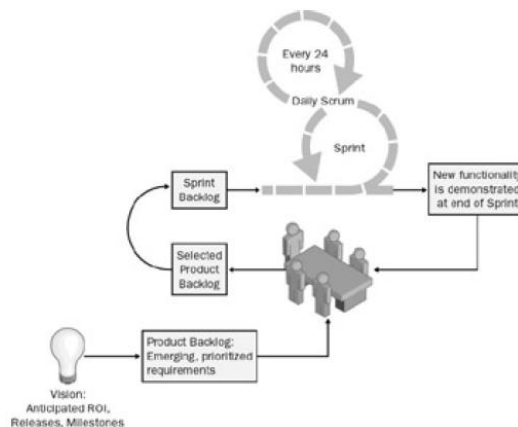 Every 24
hours
Daily Scrum
Sprint
Sprint
Backlog
New functionality
is demonstrated
at end of Sprint
Selected
Product
Backlog
Product Backlog:
Emerging, prioritized
requirements
Vision:
Anticipated ROI,
Releases, Milestones